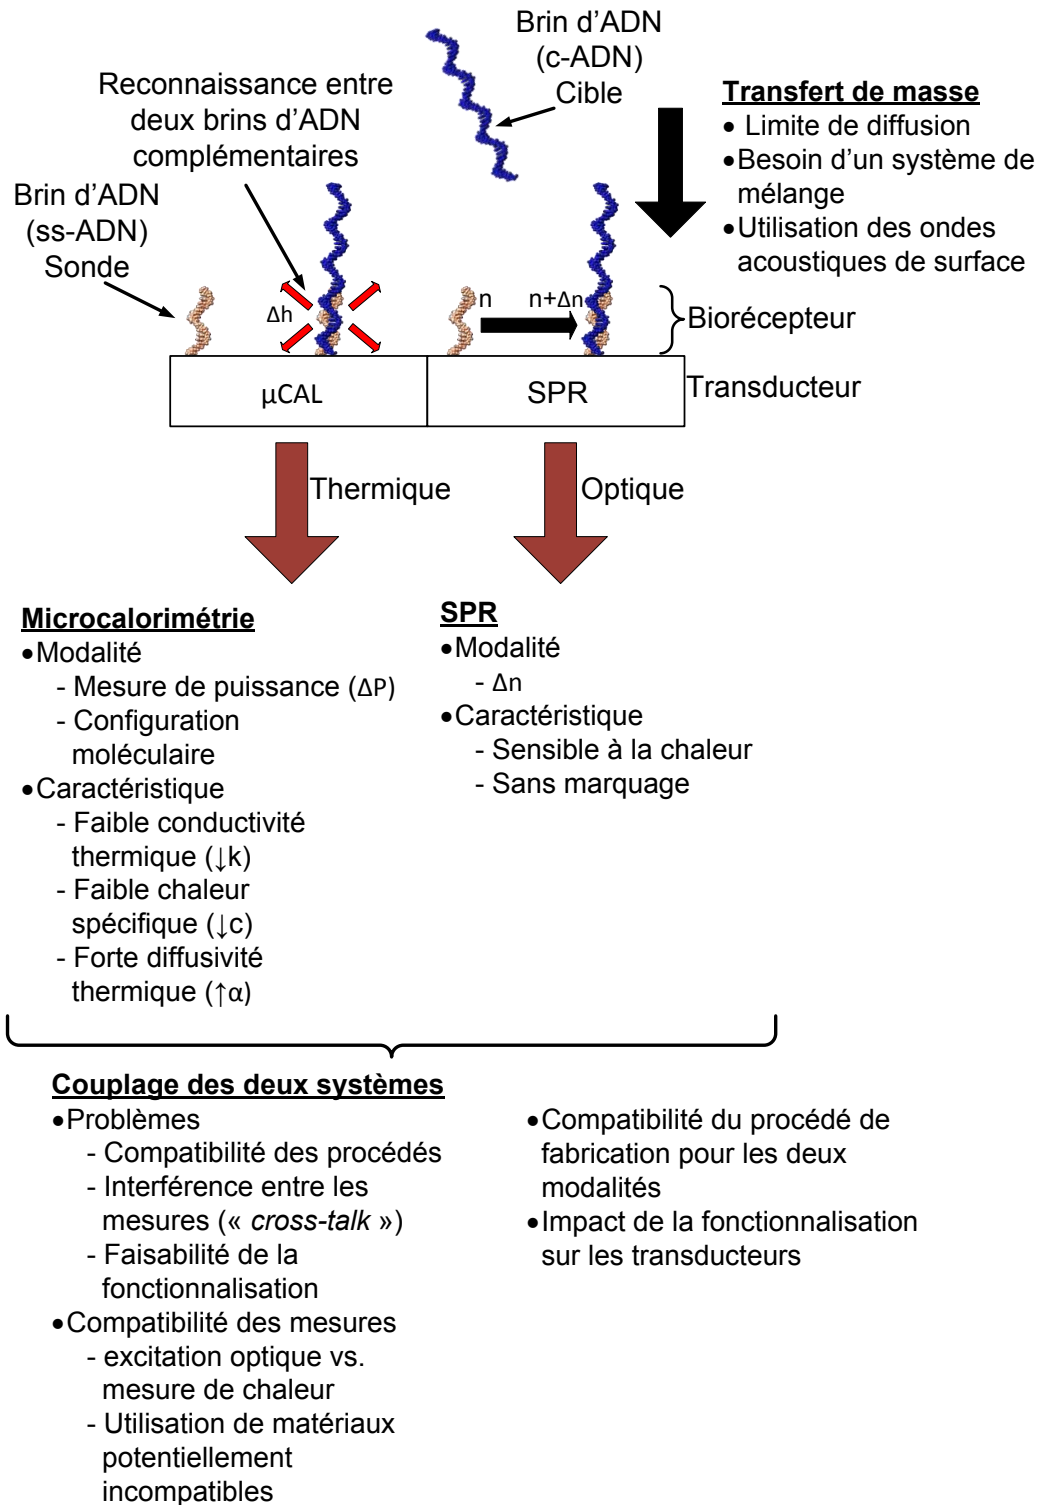 Brin d’ADN
(c-ADN)
Cible
Reconnaissance entre
deux brins d’ADN
complémentaires
Transfert de masse
• Limite de diffusion
•Besoin d’un système de
mélange
•Utilisation des ondes
acoustiques de surface
Brin d’ADN
(ss-ADN)
Sonde
Δh
n
n+Δn
Biorécepteur
µCAL
SPR
Transducteur
Thermique
Optique
Microcalorimétrie
•Modalité
- Mesure de puissance (ΔP)
- Configuration
moléculaire
•Caractéristique
- Faible conductivité
thermique (↓k)
- Faible chaleur
spécifique (↓c)
- Forte diffusivité
thermique (↑α)
SPR
•Modalité
- Δn
•Caractéristique
- Sensible à la chaleur
- Sans marquage
Couplage des deux systèmes
•Problèmes
- Compatibilité des procédés
- Interférence entre les
mesures (« cross-talk »)
- Faisabilité de la
fonctionnalisation
•Compatibilité des mesures
- excitation optique vs.
mesure de chaleur
- Utilisation de matériaux
potentiellement
incompatibles
•Compatibilité du procédé de
fabrication pour les deux
modalités
•Impact de la fonctionnalisation
sur les transducteurs